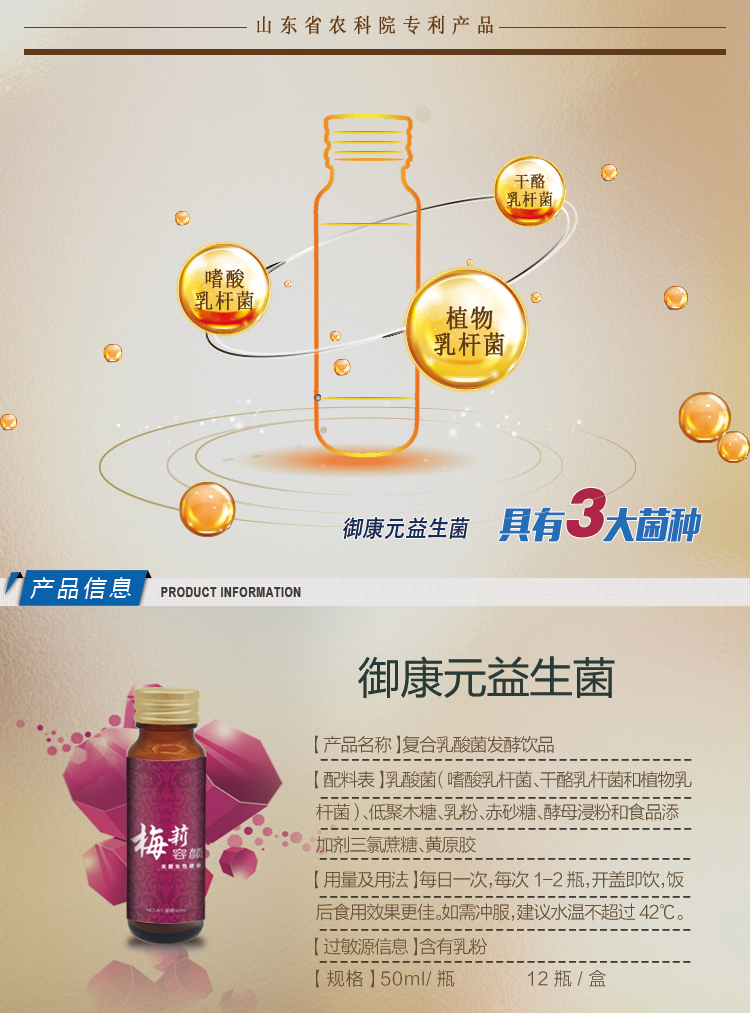 山东省农科院专利产品
干酪
乳杆菌
嗜酸
乳杆菌
植物
乳杆菌
御康元益生菌
具有3大菌种
产品信息 PRODUCT INFORMATION
御康元益生菌
【产品名称】复合乳酸菌发酵饮品
【配料表】乳酸菌(嗜酸乳杆菌、干酪乳杆菌和植物乳
杆菌)、低聚木糖、乳粉、赤砂糖、酵母浸粉和食品添
加剂三氯蔗糖、黄原胶
【用量及用法】每日一次,每次1-2瓶,开盖即饮,饭
后食用效果更佳。如需冲服,建议水温不超过42℃。
【过敏源信息】含有乳粉
【规格】50ml/瓶 12瓶/盒
梅莉
容颜